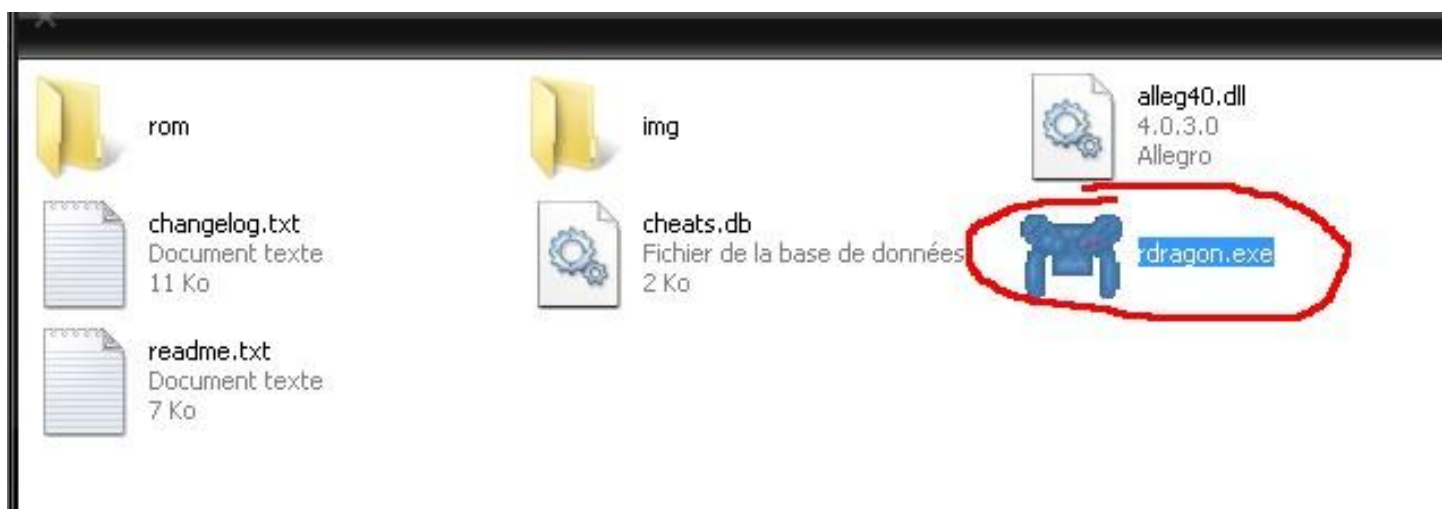 rom
img
alleg40.dll
4.0.3.0
Allegro
changelog.txt
Document texte
11 Ko
cheats.db
Fichier de la base de données
2 Ko
rdragon.exe
readme.txt
Document texte
7 Ko